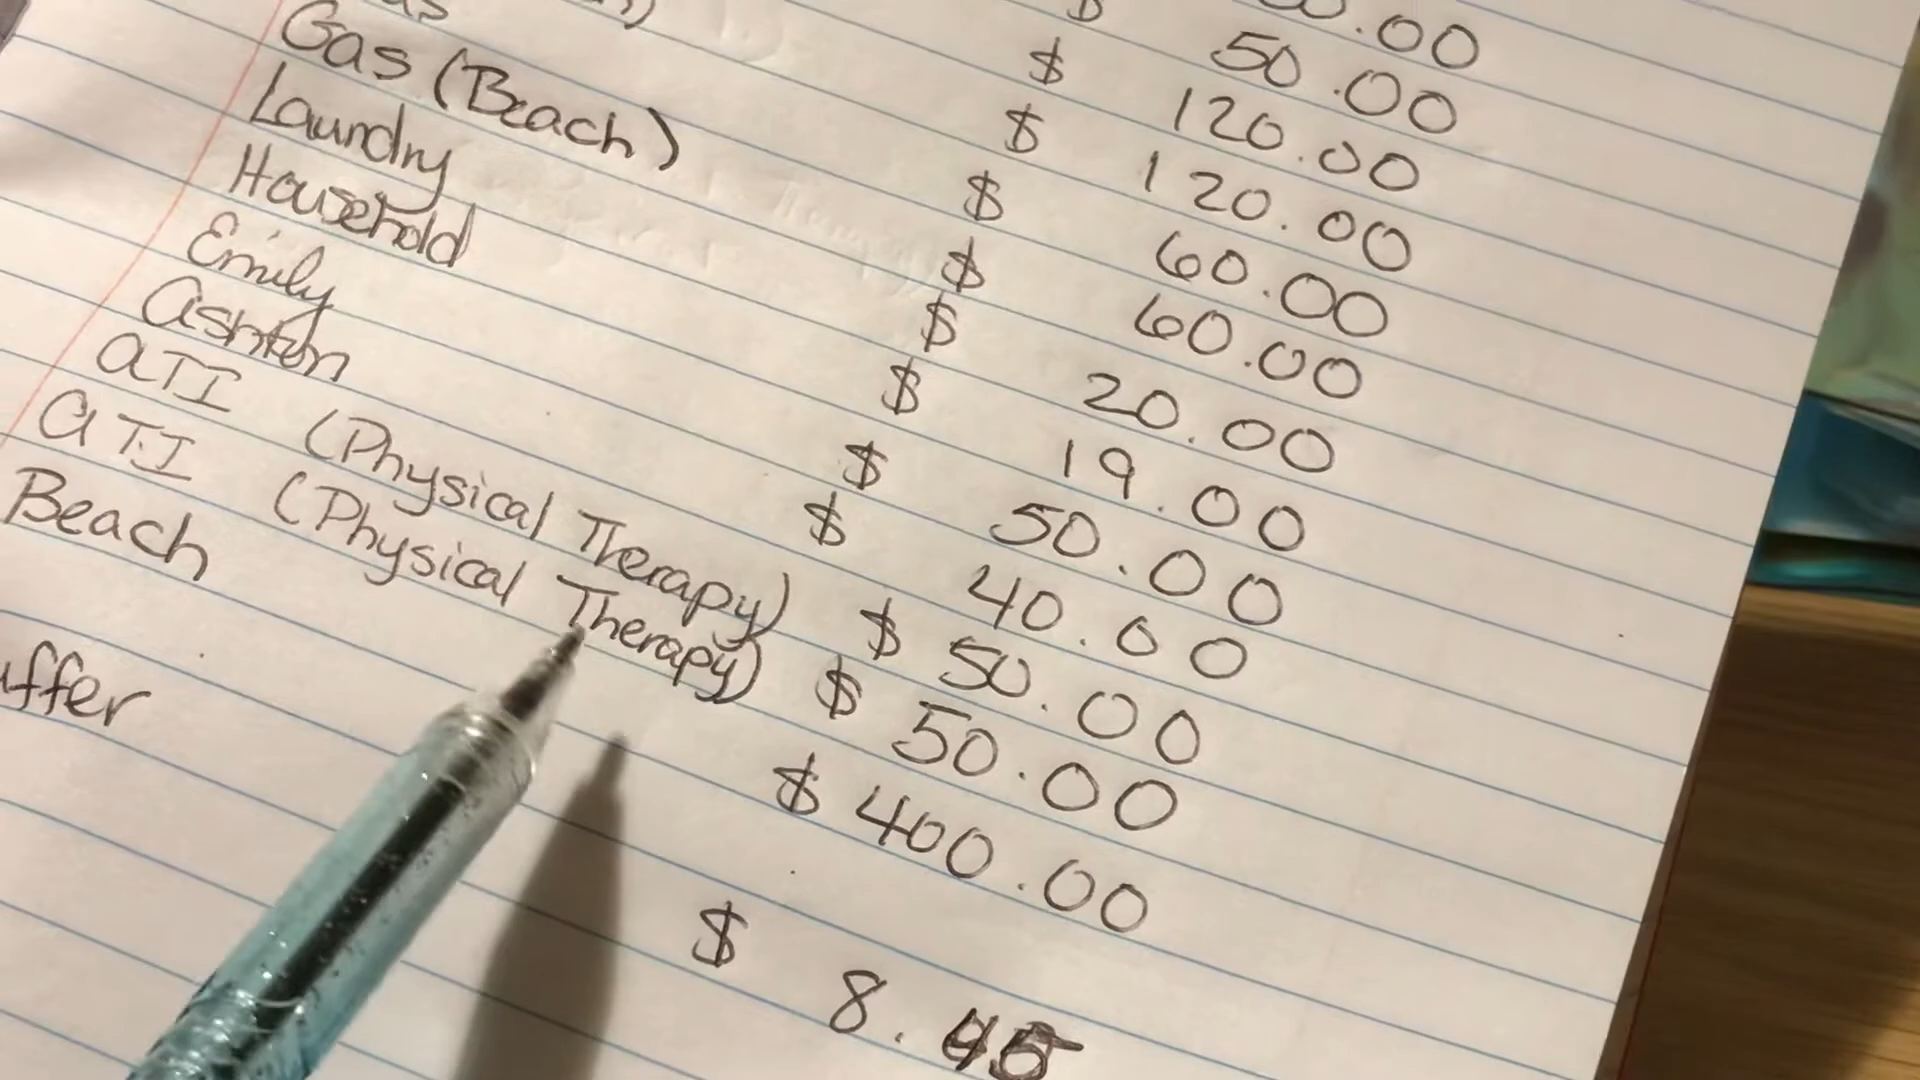 .00
$ 50.00
$ 120.00
$ 120.00
$ 60.00
Gas (Beach) $ 60.00
Laundry $ 20.00
Household $ 19.00
Emily $ 50.00
Ashton $ 40.00
ATI (Physical Therapy) $ 50.00
ATI (Physical Therapy) $ 50.00
Beach $ 400.00
uffer $ 8.45